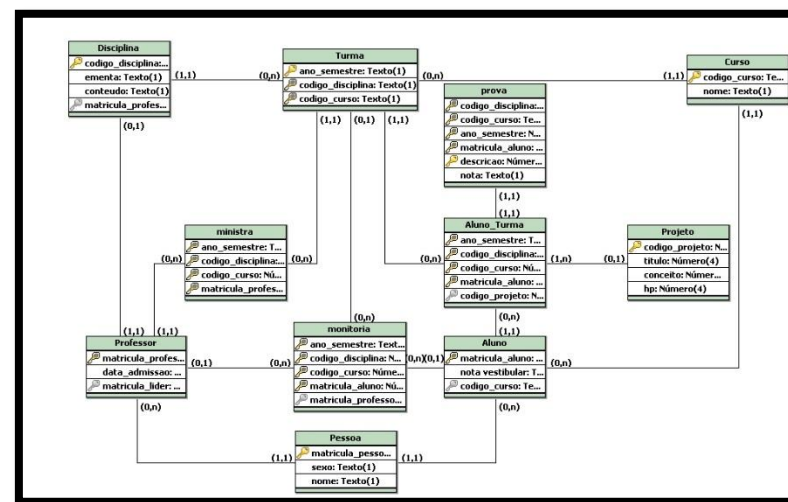 Disciplina
codigo_disciplina:...
ementa: Texto(1)
conteudo: Texto(1)
matricula_profes...
(1,1)
(0,n)
Turma
ano_semestre: Texto(1)
codigo_disciplina: Texto(1)
codigo_curso: Texto(1)
(0,n)
(1,1)
Curso
codigo_curso: Te...
nome: Texto(1)
(1,1)
prova
codigo_disciplina:...
codigo_curso: Te...
ano_semestre: N...
matricula_aluno: ...
descricao: Númer...
nota: Texto(1)
(0,1)
(1,1)
(0,1)
(1,1)
(1,1)
(1,1)
ministra
ano_semestre: T...
codigo_disciplina:...
codigo_curso: Nú...
matricula_profes...
(0,n)
(0,n)
Aluno_Turma
ano_semestre: T...
codigo_disciplina:...
codigo_curso: Nú...
matricula_aluno: ...
codigo_projeto: N...
(0,n)
(1,n)
(0,1)
Projeto
codigo_projeto: N...
titulo: Número(4)
conceito: Númer...
hp: Número(4)
(0,n)
(0,n)
(1,1)
(1,1)
(1,1)
Professor
matricula_profes...
data_admissao: ...
matricula_lider: ...
(0,1)
(0,n)
monitoria
ano_semestre: Text...
codigo_disciplina: N...
codigo_curso: Núme...
matricula_aluno: Nú...
matricula_professo...
(0,n)(0,1)
Aluno
matricula_aluno: ...
nota vestibular: T...
codigo_curso: Te...
(0,n)
(0,n)
(0,n)
Pessoa
matricula_pesso...
sexo: Texto(1)
nome: Texto(1)
(1,1)
(1,1)